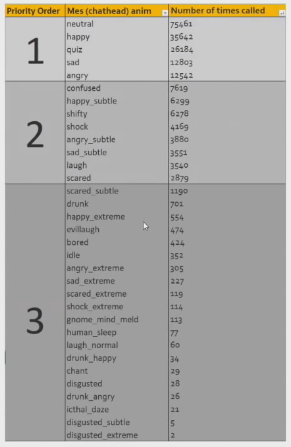 Priority Order Mes (chathead) anim Number of times called
1
neutral 75461
happy 35642
quiz 26184
sad 12803
angry 12542
2
confused 7619
happy_subtle 6299
shifty 6278
shock 4169
angry_subtle 3880
sad_subtle 3551
laugh 3540
scared 2879
3
scared_subtle 1190
drunk 701
happy_extreme 554
evillaugh 474
bored 424
idle 352
angry_extreme 305
sad_extreme 227
scared_extreme 119
shock_extreme 114
gnome_mind_meld 113
human_sleep 77
laugh_normal 60
drunk_happy 34
chant 29
disgusted 28
drunk_angry 26
icthal_daze 21
disgusted_subtle 5
disgusted_extreme 2